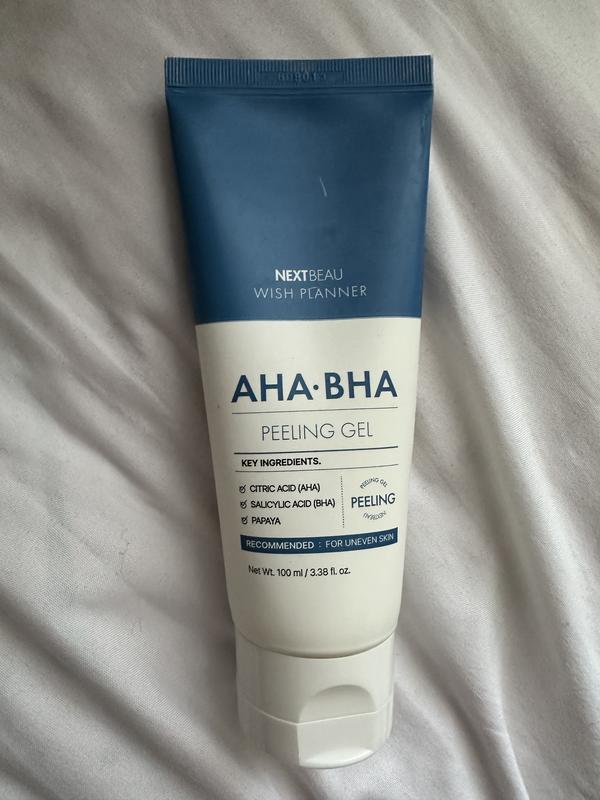 NEXTBEAU
WISH PLANNER
AHA·BHA
PEELING GEL
KEY INGREDIENTS.
CITRIC ACID (AHA)
SALICYLIC ACID (BHA)
PAPAYA
PEELING GEL
PEELING
NEXTBEAU
RECOMMENDED : FOR UNEVEN SKIN
Net Wt. 100 ml / 3.38 fl. oz.